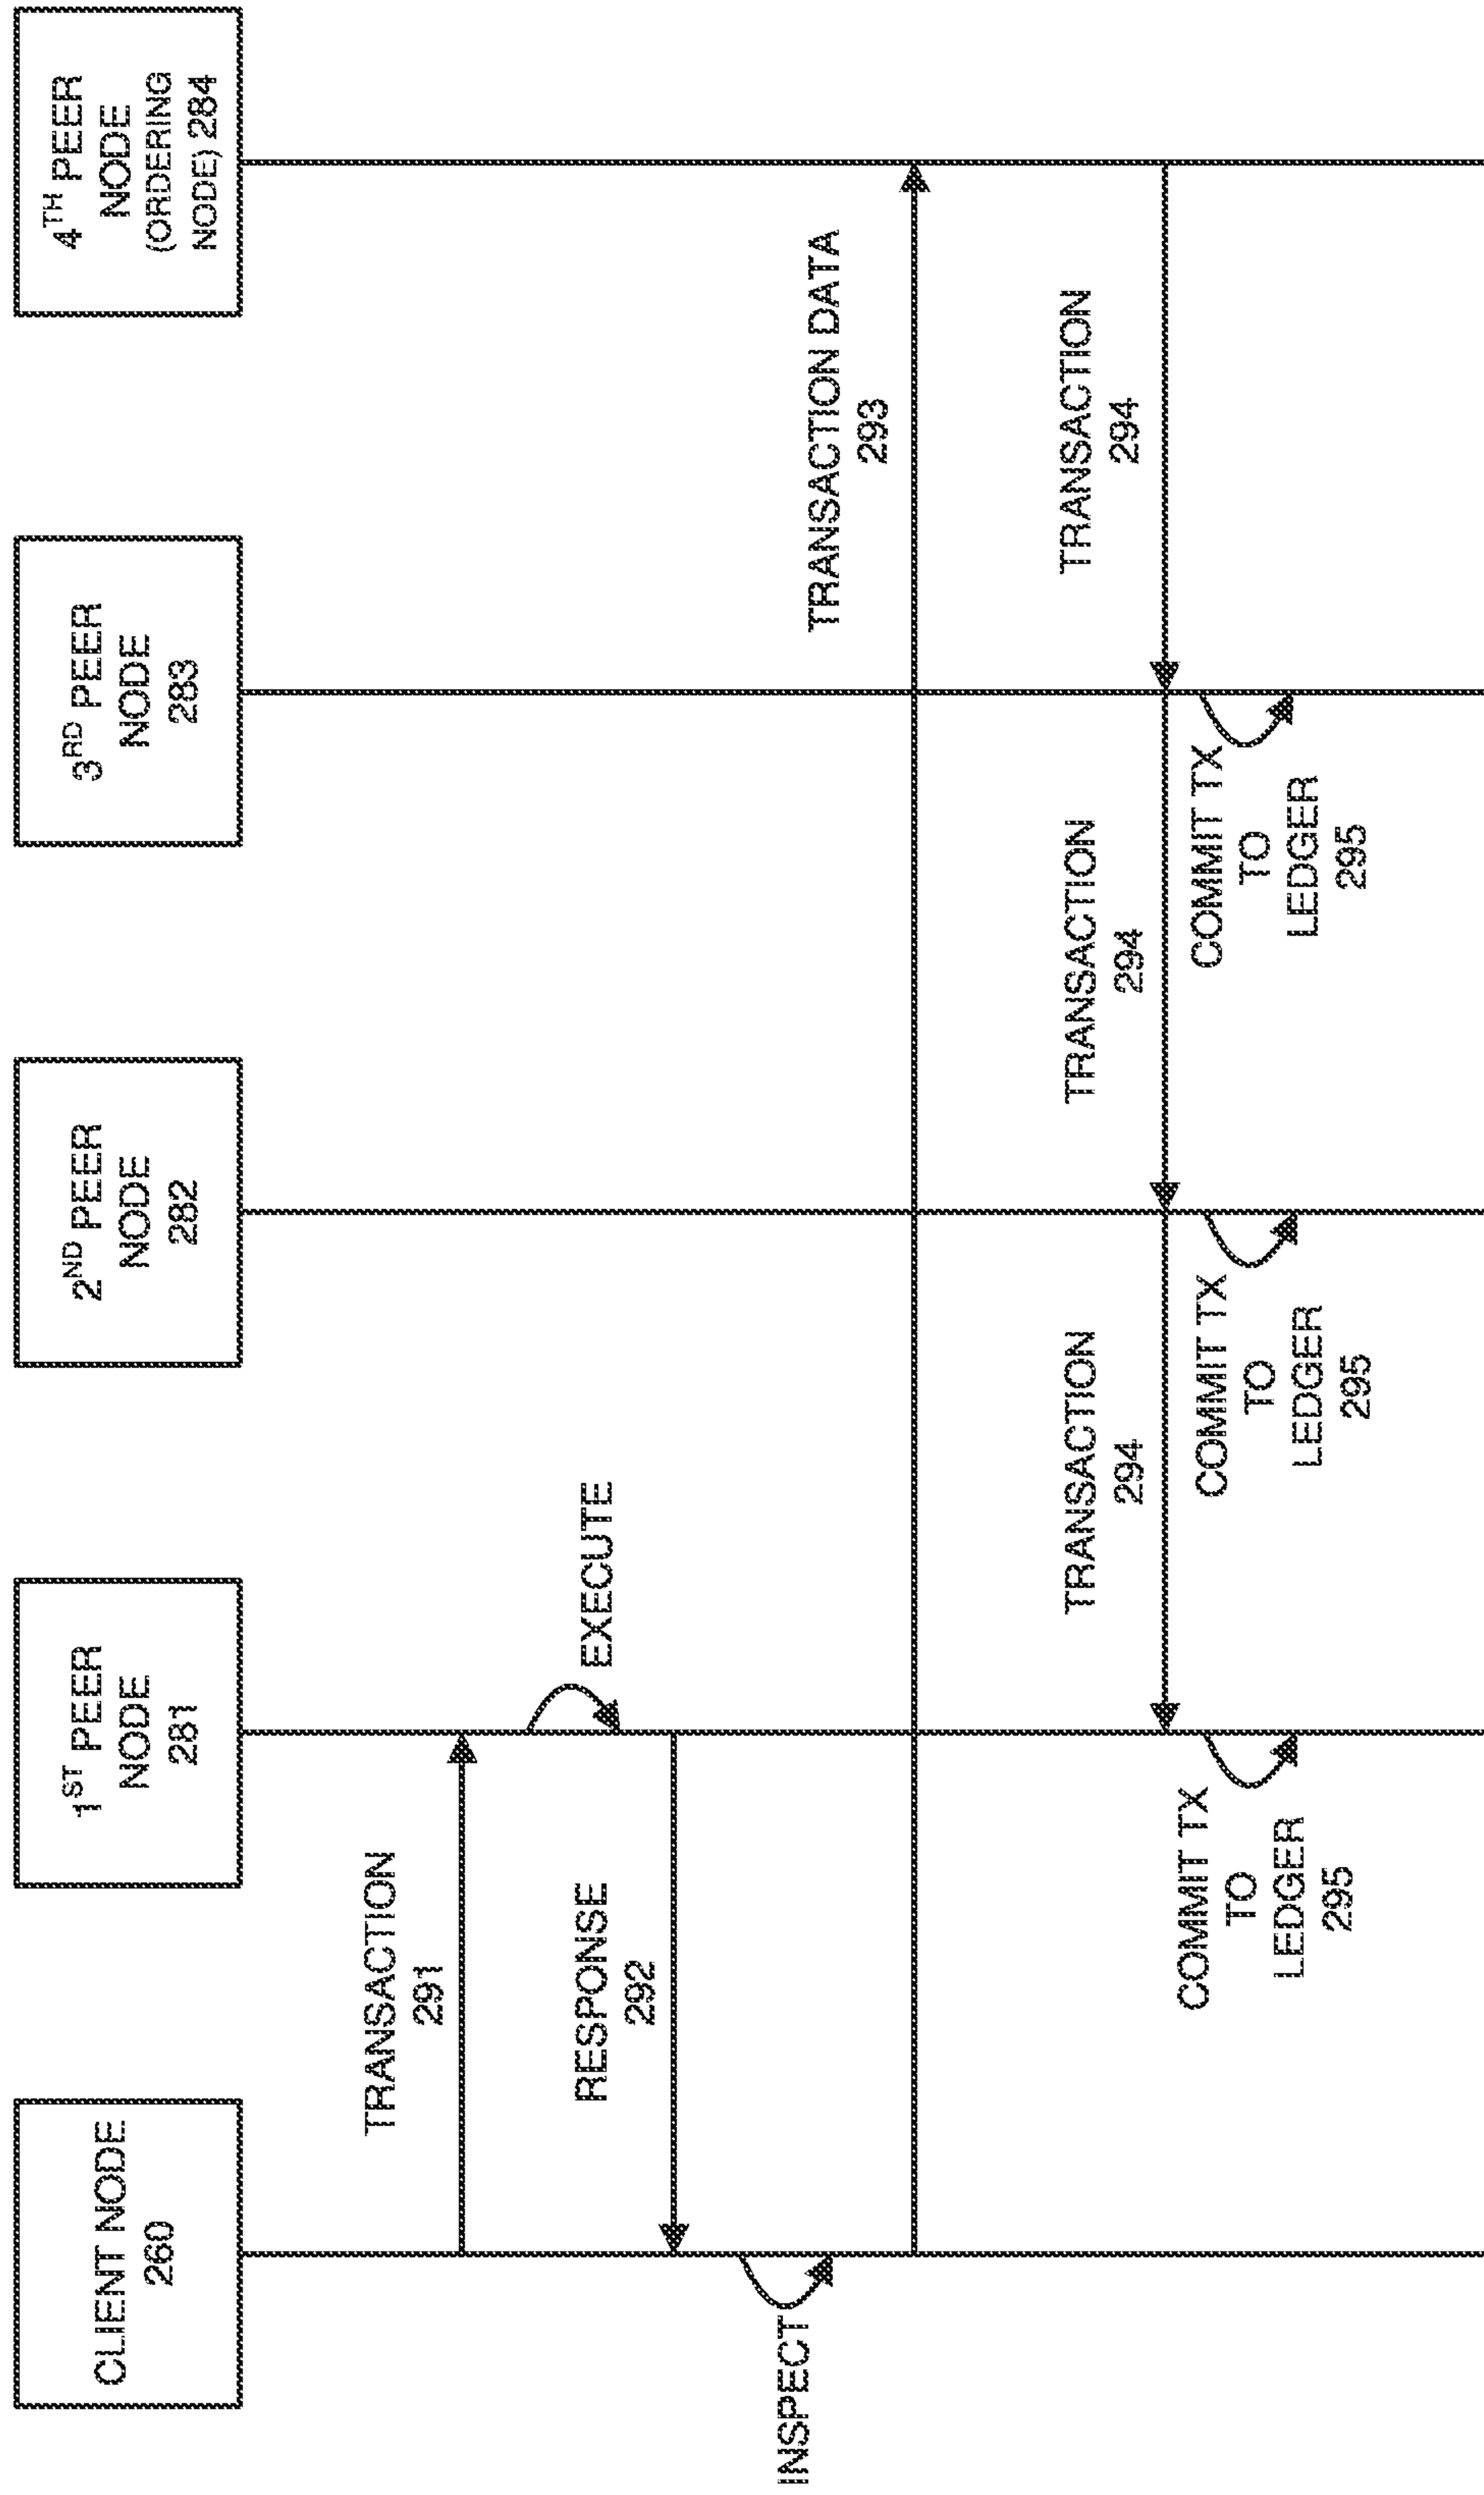 CLIENT NODE
260
1ST PEER
NODE
281
2ND PEER
NODE
282
3RD PEER
NODE
283
4TH PEER
NODE
(ORDERING
NODE) 284
TRANSACTION
291
EXECUTE
RESPONSE
292
INSPECT
TRANSACTION DATA
293
TRANSACTION
294
TRANSACTION
294
TRANSACTION
294
COMMIT TX
TO
LEDGER
295
COMMIT TX
TO
LEDGER
295
COMMIT TX
TO
LEDGER
295